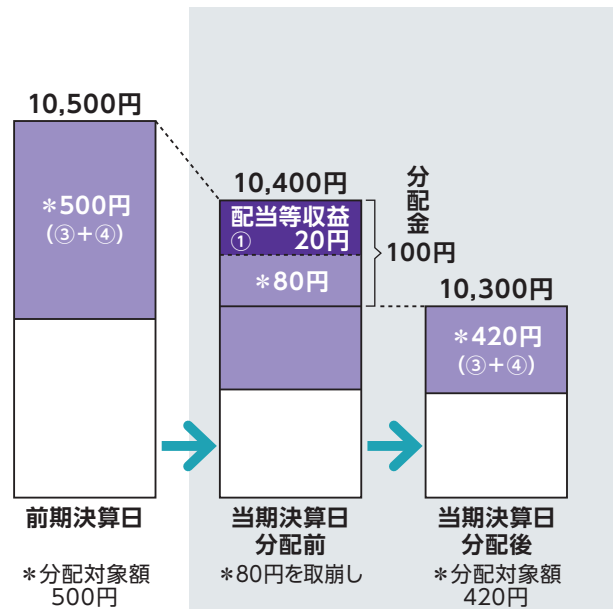 10,500円
*500円
(③+④)
前期決算日
*分配対象額
500円
10,400円
配当等収益
① 20円
*80円
分配金
100円
当期決算日
分配前
*80円を取崩し
10,300円
*420円
(③+④)
当期決算日
分配後
*分配対象額
420円